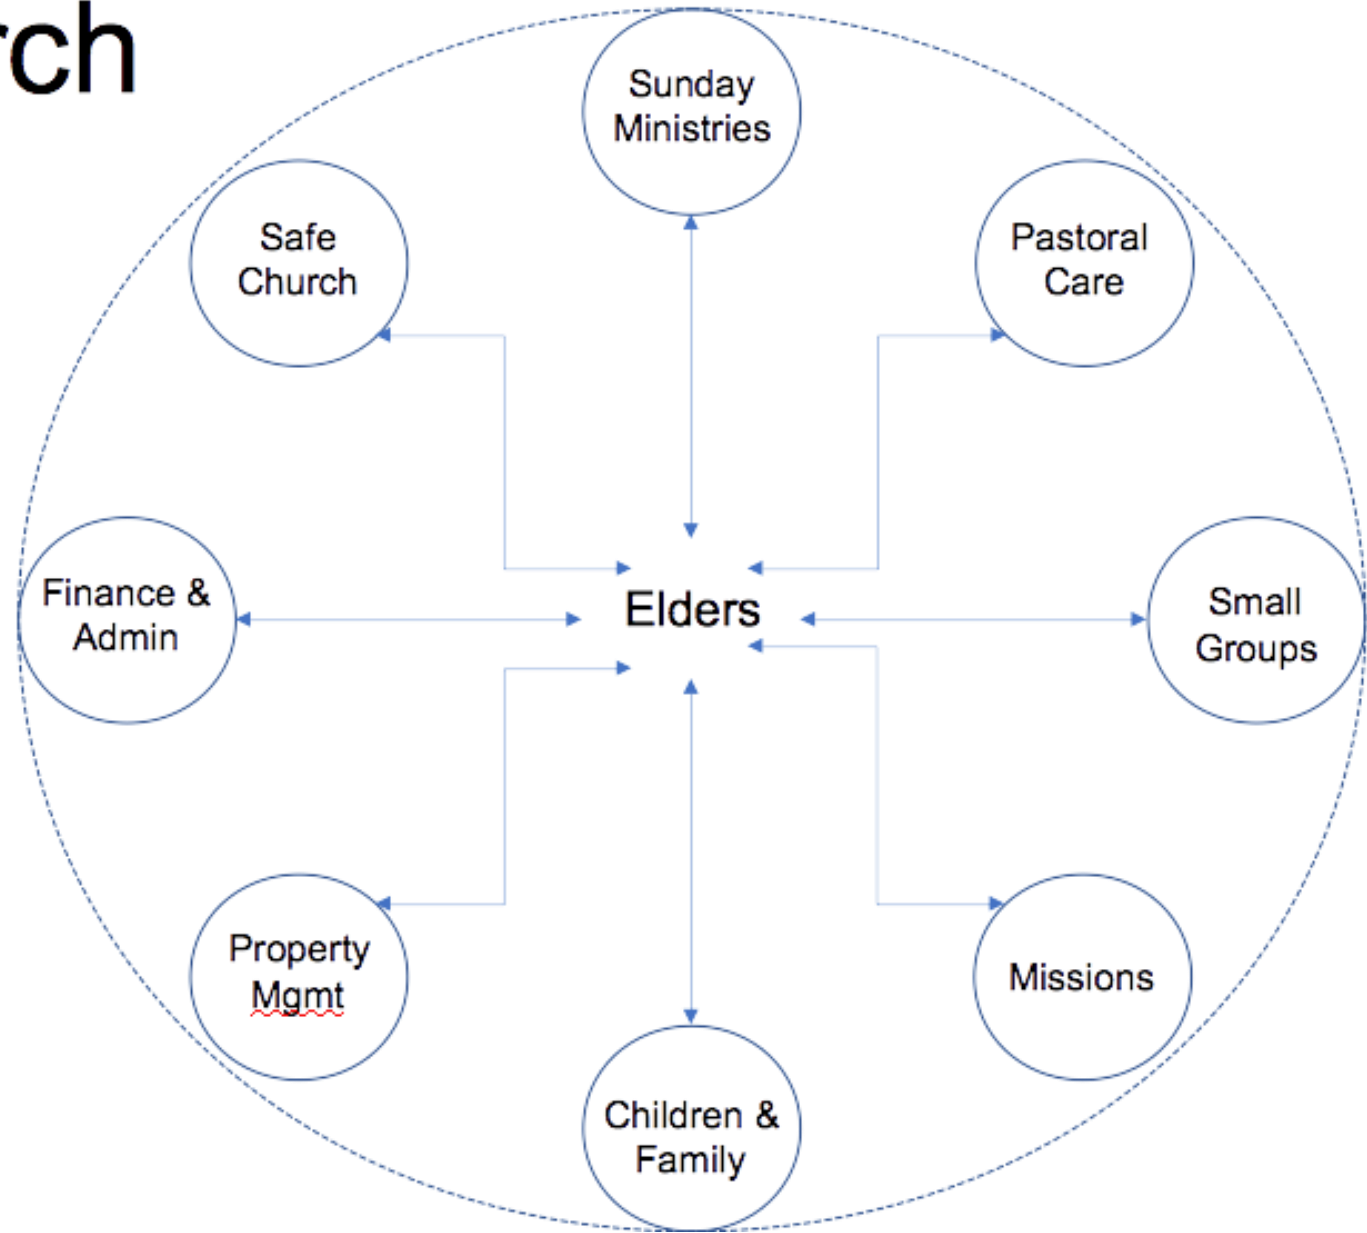 rch
Sunday
Ministries
Safe
Church
Pastoral
Care
Finance &
Admin
Elders
Small
Groups
Property
Mgmt
Missions
Children &
Family